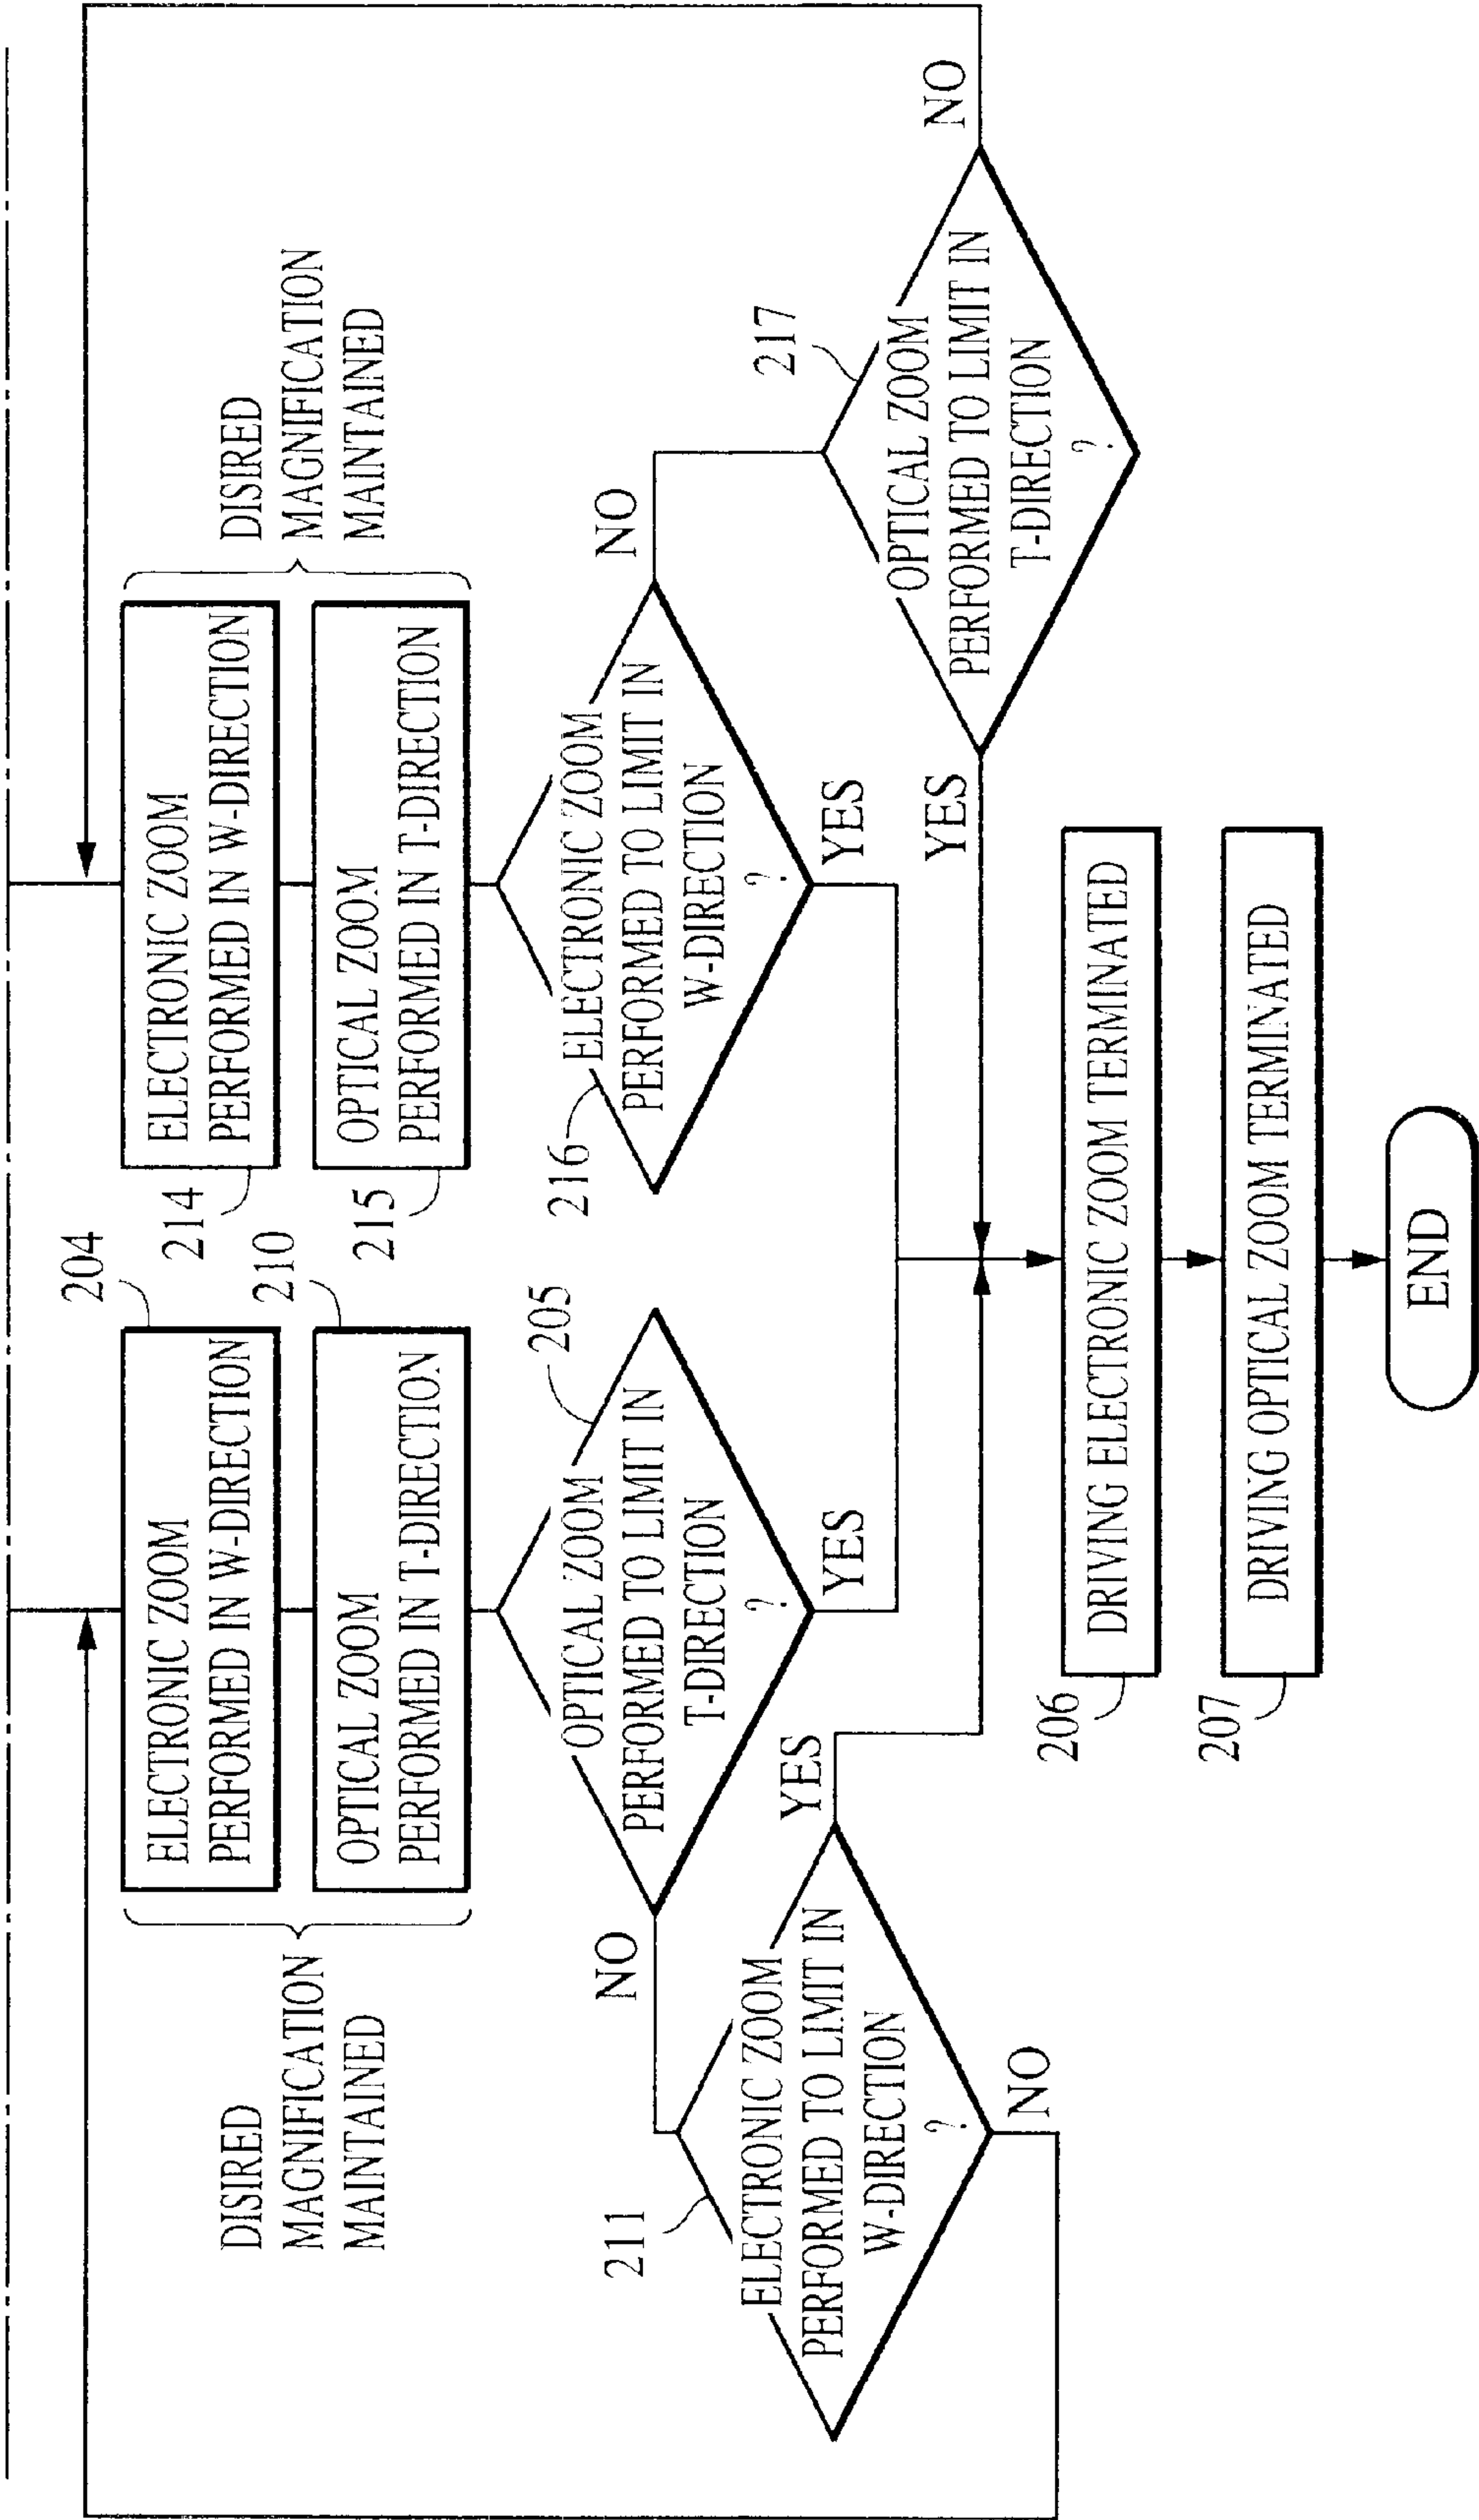 204
ELECTRONIC ZOOM
PERFORMED IN W-DIRECTION
210
OPTICAL ZOOM
PERFORMED IN T-DIRECTION
DISIRED
MAGNIFICATION
MAINTAINED
205
OPTICAL ZOOM
PERFORMED TO LIMIT IN
T-DIRECTION
?
NO
YES
211
ELECTRONIC ZOOM
PERFORMED TO LIMIT IN
W-DIRECTION
?
YES
NO
214
ELECTRONIC ZOOM
PERFORMED IN W-DIRECTION
215
OPTICAL ZOOM
PERFORMED IN T-DIRECTION
DISIRED
MAGNIFICATION
MAINTAINED
216
ELECTRONIC ZOOM
PERFORMED TO LIMIT IN
W-DIRECTION
?
NO
YES
217
OPTICAL ZOOM
PERFORMED TO LIMIT IN
T-DIRECTION
?
YES
NO
206
DRIVING ELECTRONIC ZOOM TERMINATED
207
DRIVING OPTICAL ZOOM TERMINATED
END